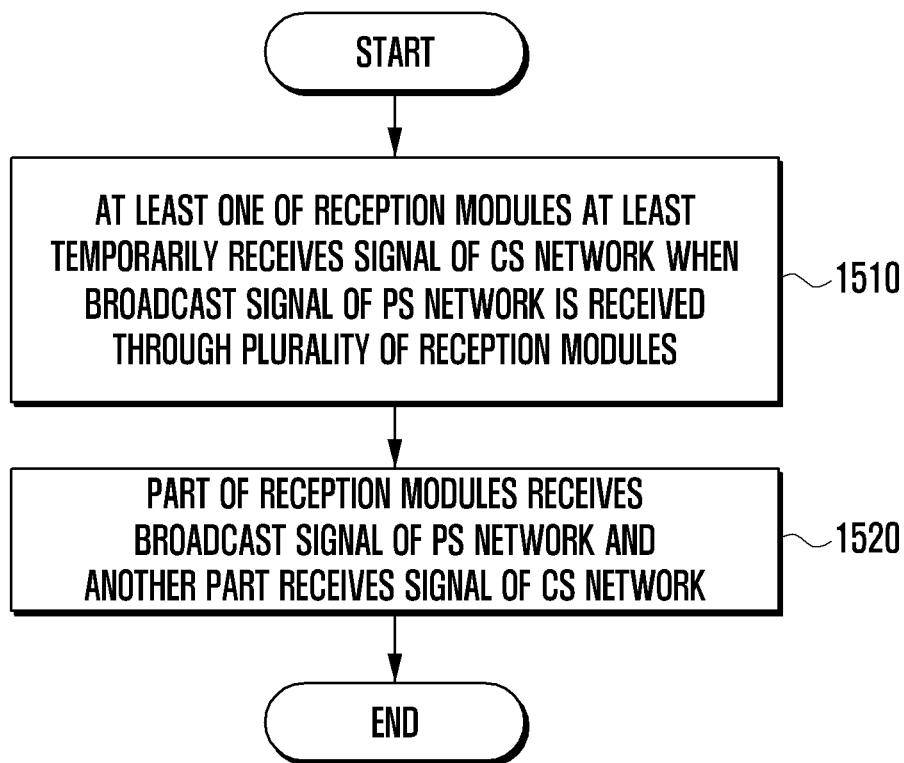 START
AT LEAST ONE OF RECEPTION MODULES AT LEAST
TEMPORARILY RECEIVES SIGNAL OF CS NETWORK WHEN
BROADCAST SIGNAL OF PS NETWORK IS RECEIVED
THROUGH PLURALITY OF RECEPTION MODULES
1510
PART OF RECEPTION MODULES RECEIVES
BROADCAST SIGNAL OF PS NETWORK AND
ANOTHER PART RECEIVES SIGNAL OF CS NETWORK
1520
END